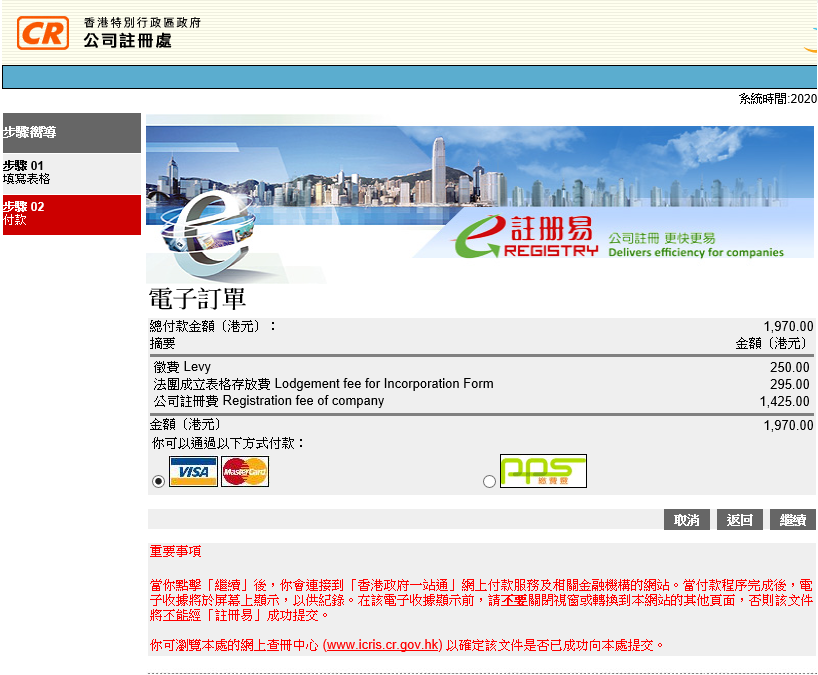 CR
香港特別行政區政府
公司註冊處
系統時間:2020
步驟嚮導
步驟 01
填寫表格
步驟 02
付款
e
註冊易
e-REGISTRY
公司註冊 更快更易
Delivers efficiency for companies
電子訂單
總付款金額〔港元〕： 1,970.00
摘要 金額〔港元〕
徵費 Levy 250.00
法團成立表格存放費 Lodgement fee for Incorporation Form 295.00
公司註冊費 Registration fee of company 1,425.00
金額〔港元〕 1,970.00
你可以通過以下方式付款：
VISA MasterCard PPS 繳費靈
取消 返回 繼續
重要事項
當你點擊「繼續」後，你會連接到「香港政府一站通」網上付款服務及相關金融機構的網站。當付款程序完成後，電
子收據將於屏幕上顯示，以供紀錄。在該電子收據顯示前，請不要關閉視窗或轉換到本網站的其他頁面，否則該文件
將不能經「註冊易」成功提交。
你可瀏覽本處的網上查冊中心 (www.icris.cr.gov.hk) 以確定該文件是否已成功向本處提交。